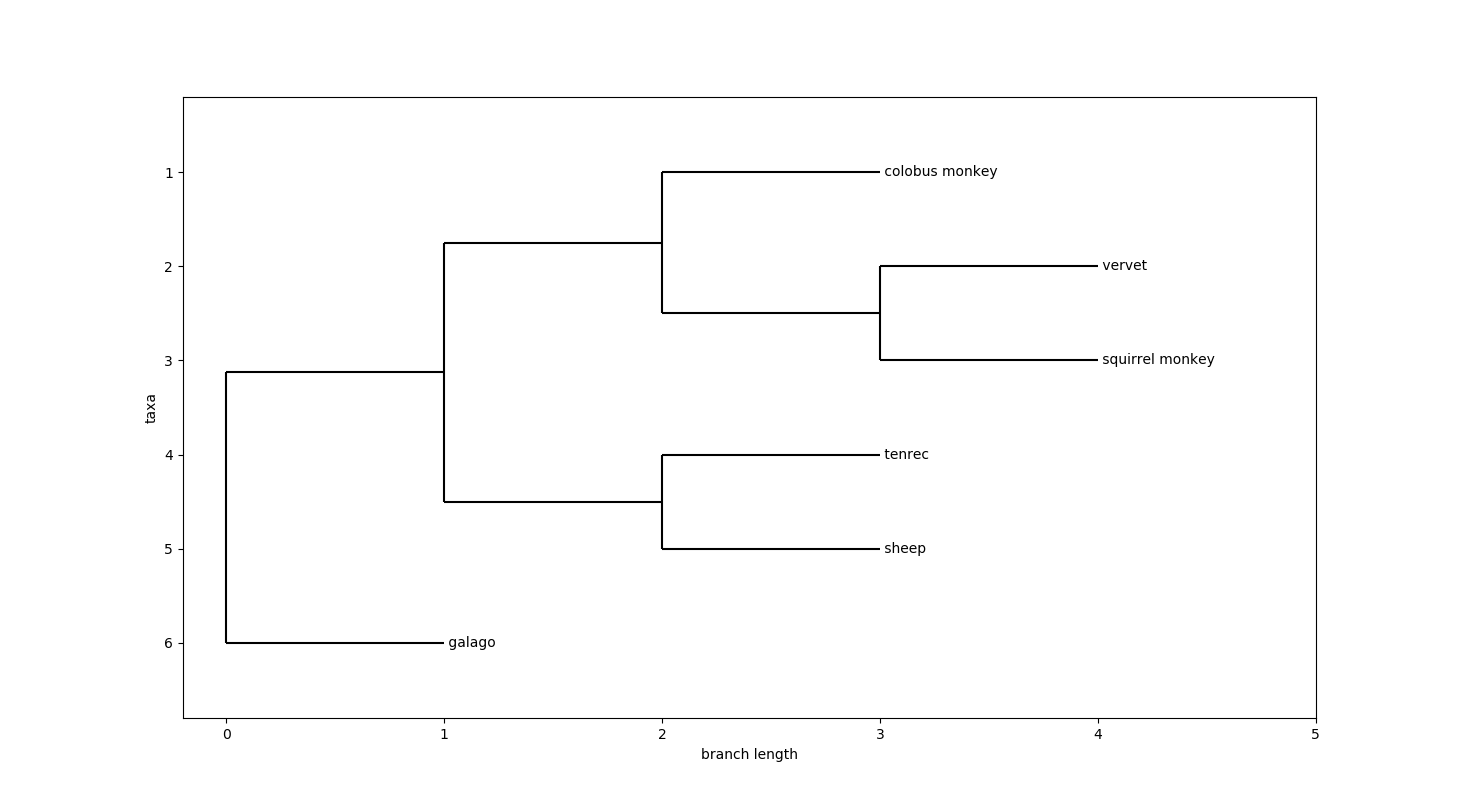 1
colobus monkey
2
vervet
3
squirrel monkey
taxa
4
tenrec
5
sheep
6
galago
0 1 2 3 4 5
branch length